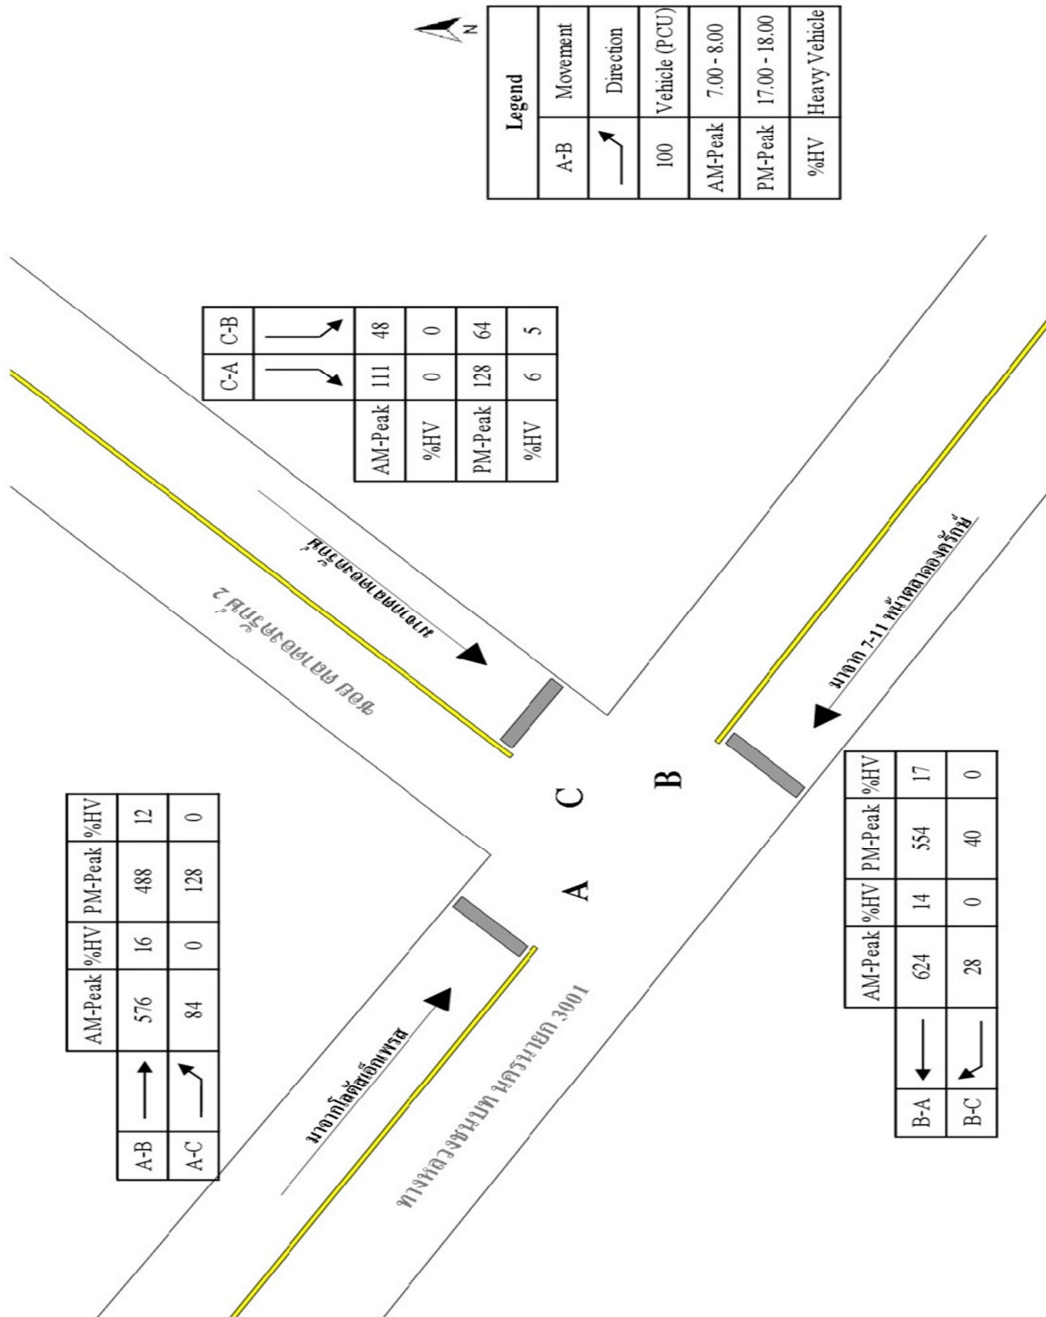 N
Legend
A-B Movement
Direction
100 Vehicle (PCU)
AM-Peak 7.00 - 8.00
PM-Peak 17.00 - 18.00
%HV Heavy Vehicle
C-A C-B
AM-Peak 111 48
%HV 0 0
PM-Peak 128 64
%HV 6 5
มาจากตลาดองครักษ์
ซอย ตลาดองครักษ์ 2
C
B
A
AM-Peak %HV PM-Peak %HV
A-B 576 16 488 12
A-C 84 0 128 0
มาจากโลตัสเอ็กเพรส
ทางหลวงชนบท นครนายก 3001
มาจาก 7-11 หน้าตลาดองครักษ์
AM-Peak %HV PM-Peak %HV
B-A 624 14 554 17
B-C 28 0 40 0